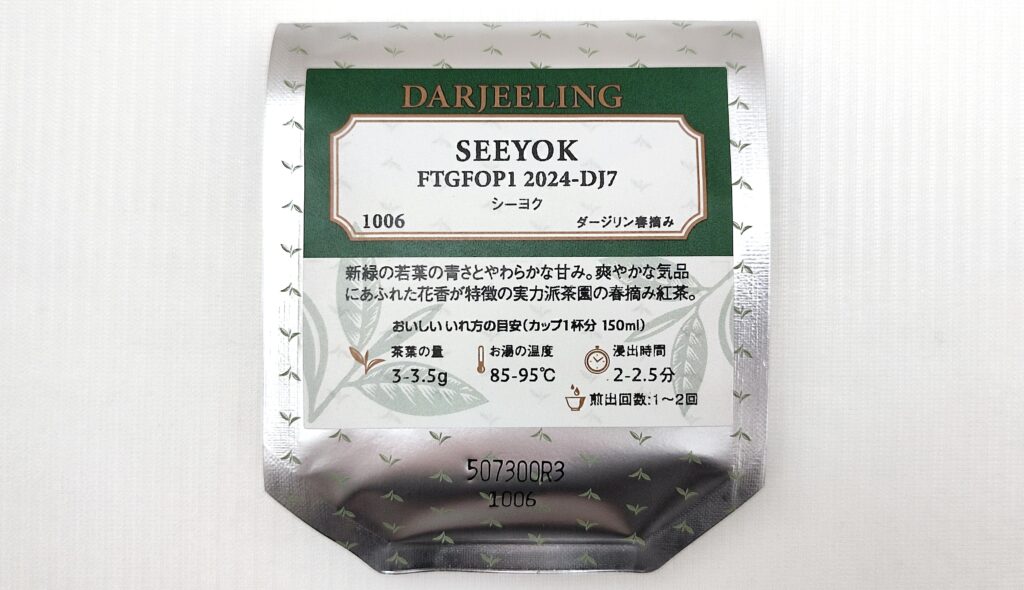 DARJEELING
SEEYOK
FTGFOP1 2024-DJ7
シーヨク
1006 ダージリン春摘み
新緑の若葉の青さとやわらかな甘み。爽やかな気品
にあふれた花香が特徴の実力派茶園の春摘み紅茶。
おいしいいれ方の目安(カップ1杯分 150ml)
茶葉の量 お湯の温度 浸出時間
3-3.5g 85-95℃ 2-2.5分
煎出回数:1〜2回
507300R3
1006